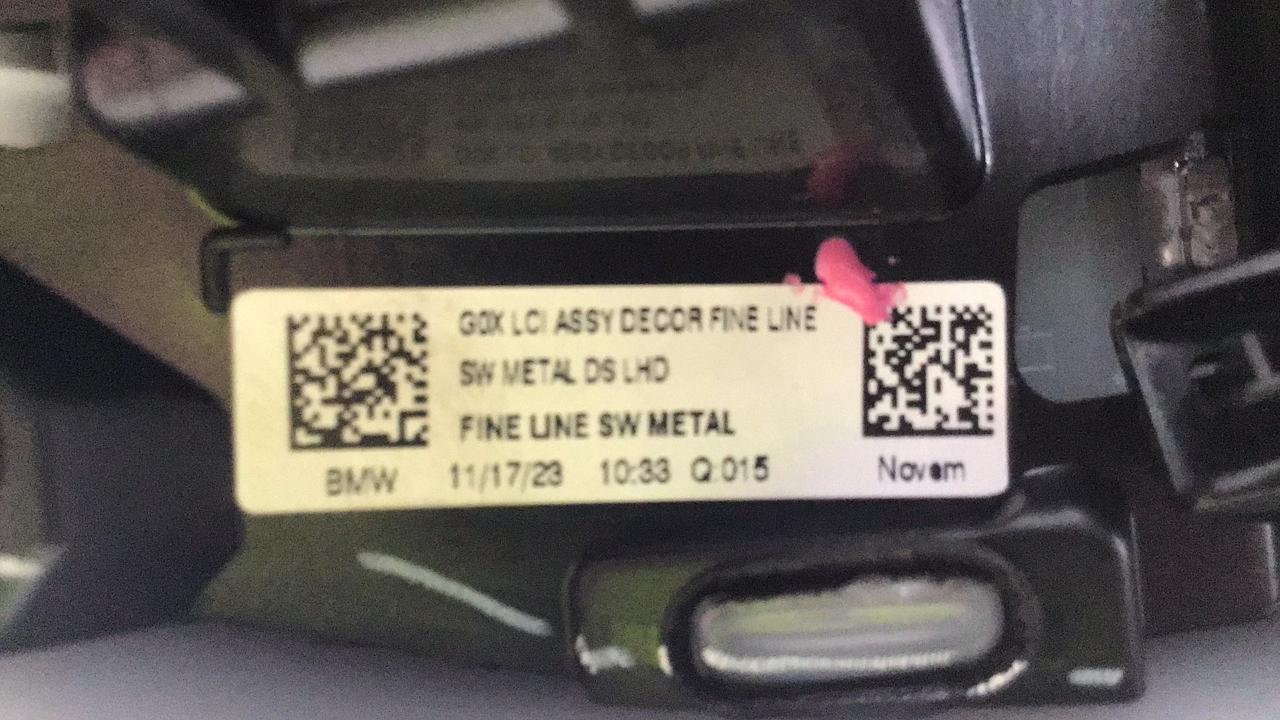 G0X LCI ASSY DECOR FINE LINE
SW METAL DS LHD
FINE LINE SW METAL
BMW 11/17/23 10:33 Q:015 Novem